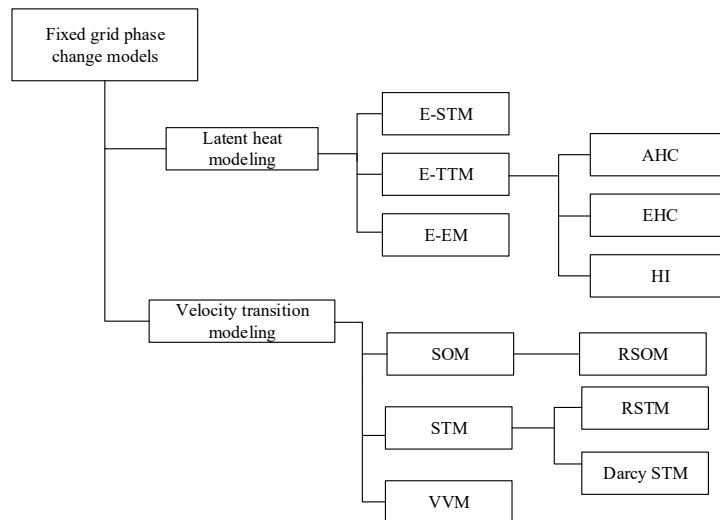 Fixed grid phase
change models
Latent heat
modeling
E-STM
E-TTM
E-EM
AHC
EHC
HI
Velocity transition
modeling
SOM
RSOM
STM
RSTM
Darcy STM
VVM